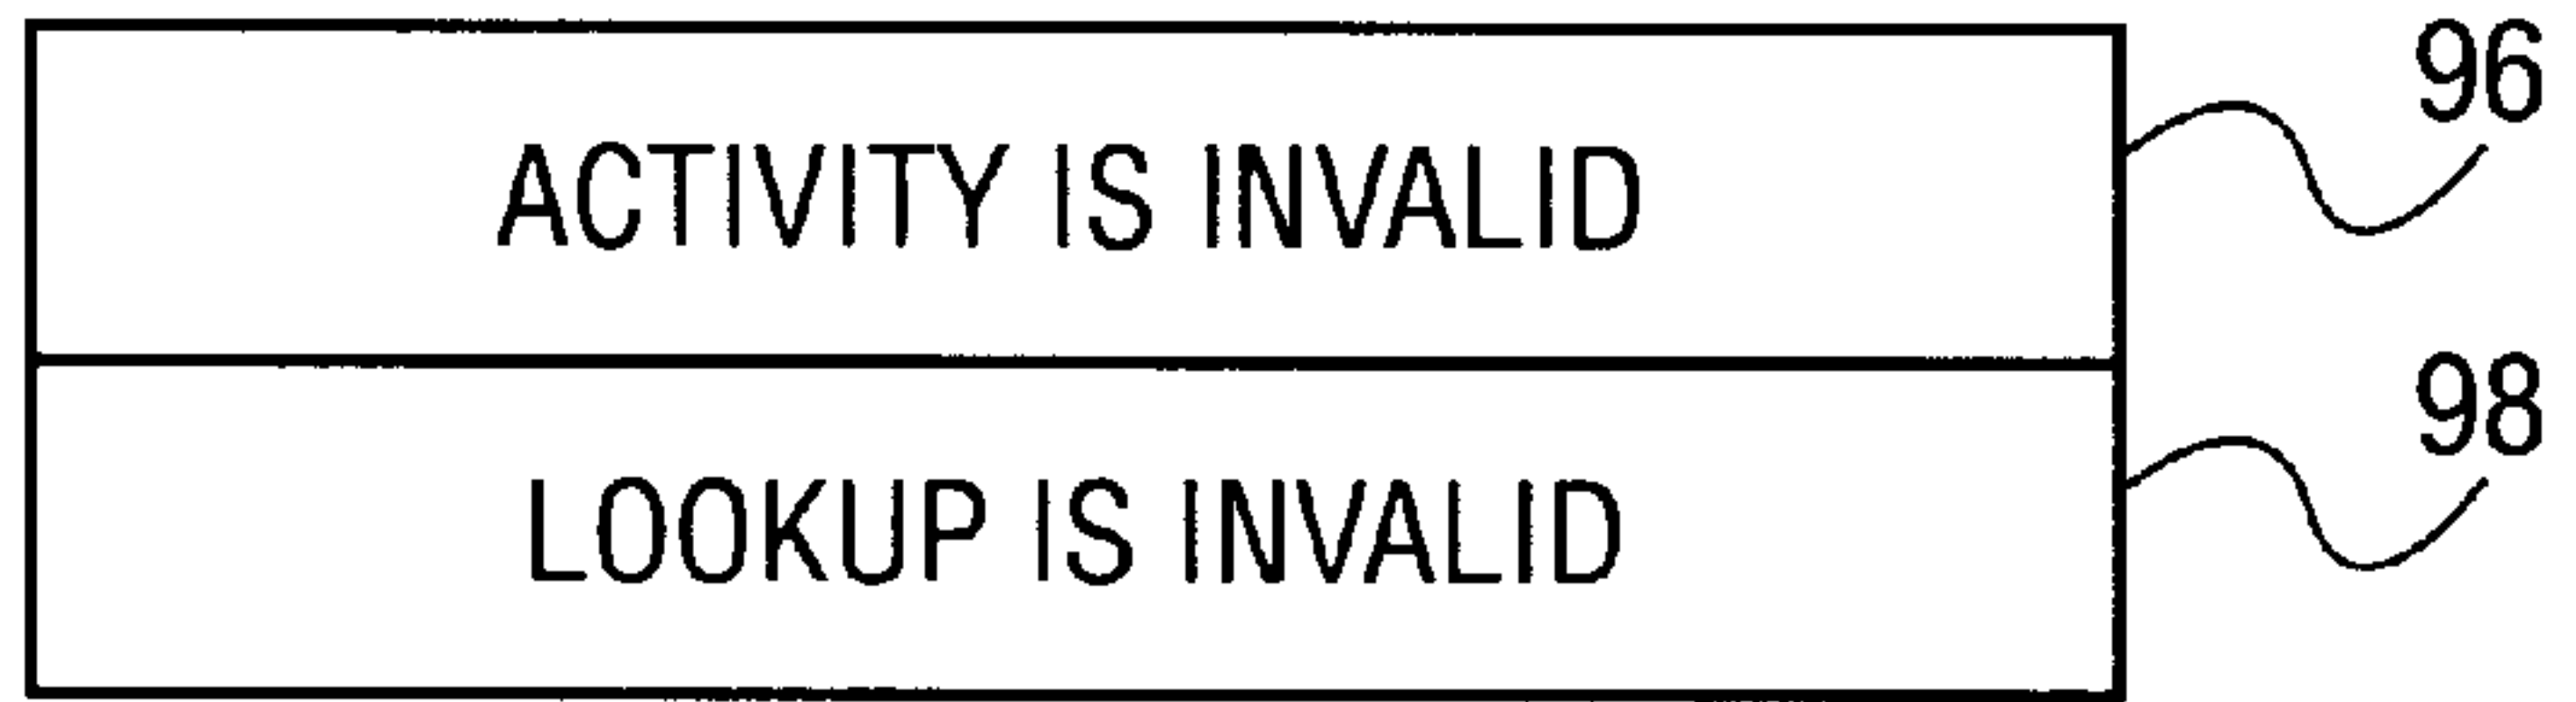 96
ACTIVITY IS INVALID
98
LOOKUP IS INVALID